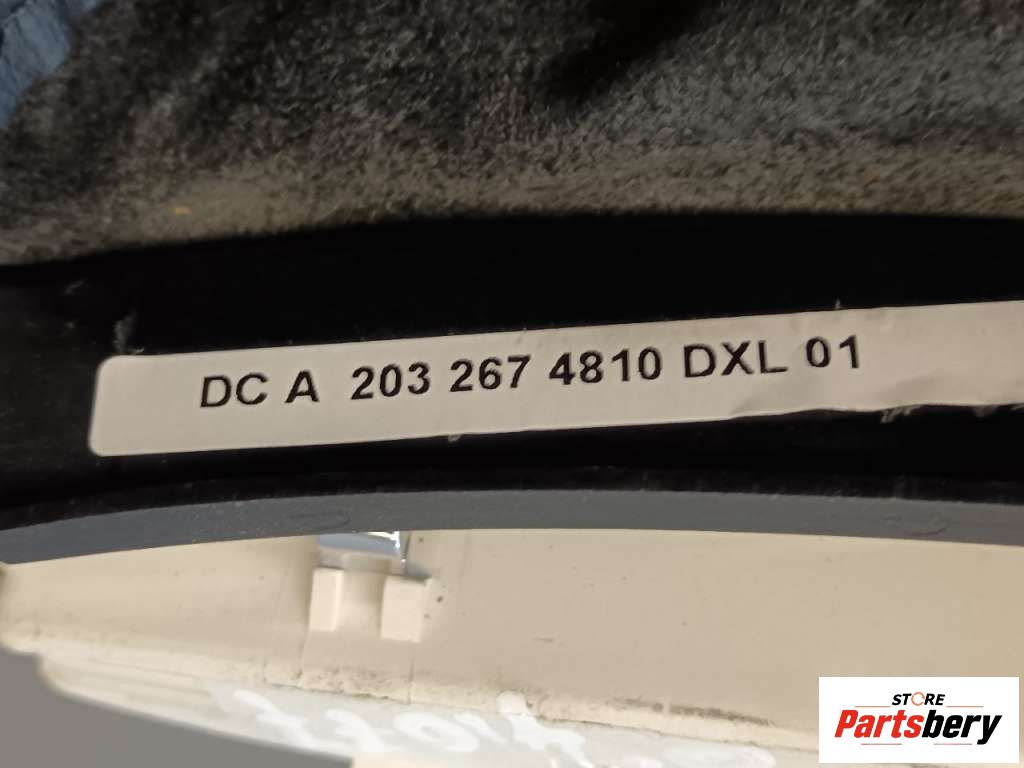 DC A 203 267 4810 DXL 01
STORE
Partsbery